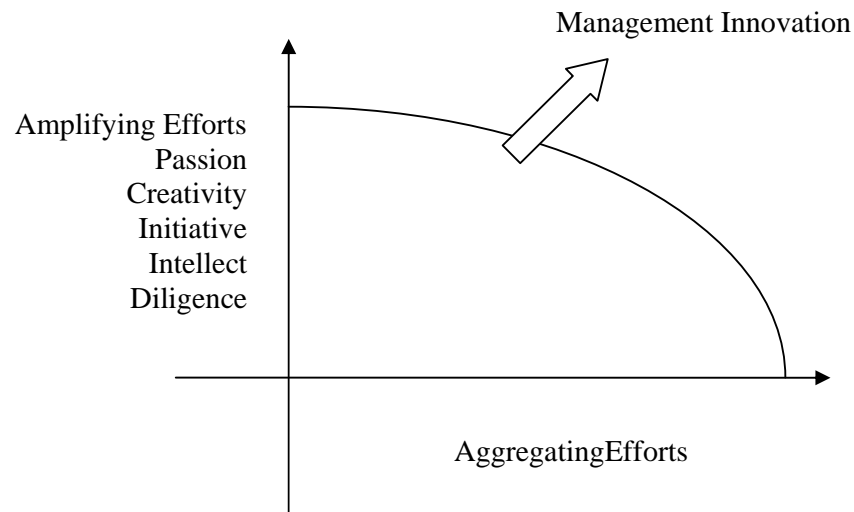 Management Innovation
Amplifying Efforts
Passion
Creativity
Initiative
Intellect
Diligence
AggregatingEfforts